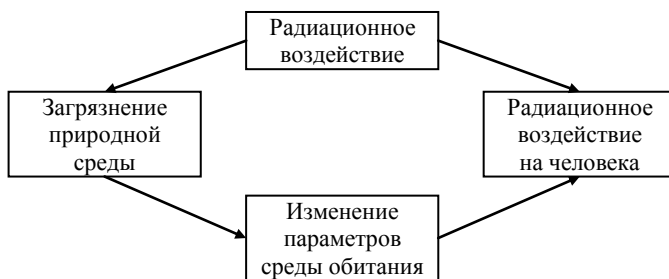 Радиационное
воздействие
Загрязнение
природной
среды
Радиационное
воздействие
на человека
Изменение
параметров
среды обитания